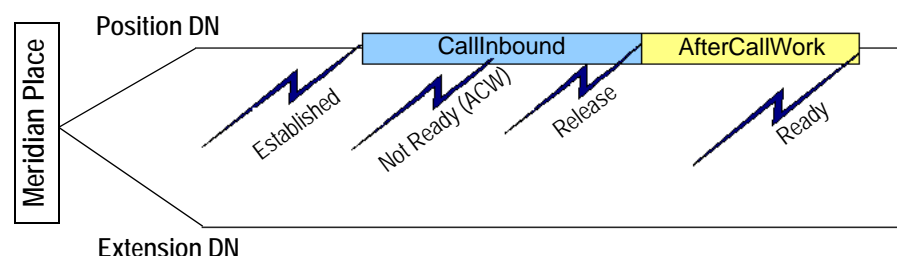 Position DN
CallInbound
AfterCallWork
Meridian Place
Established
Not Ready (ACW)
Release
Ready
Extension DN